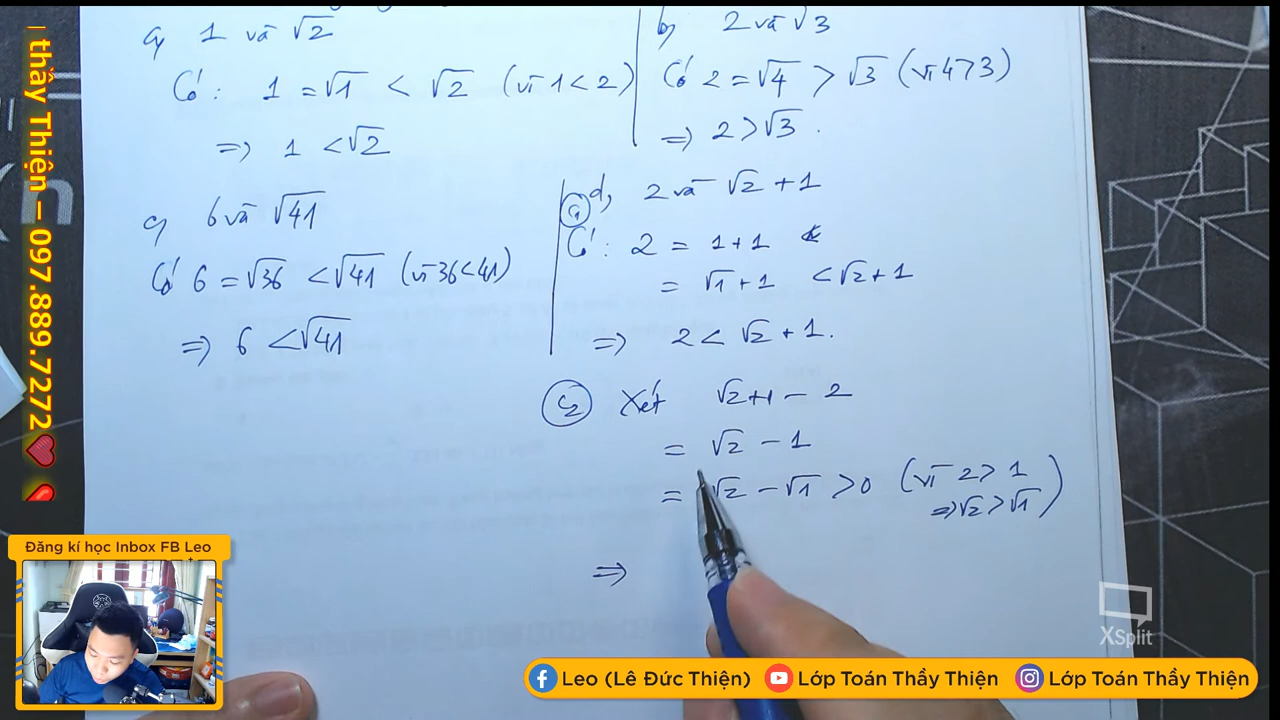 a, 1 và √2
Có: 1 = √1 < √2 (vì 1 < 2)
=> 1 < √2
b, 2 và √3
Có 2 = √4 > √3 (vì 4 > 3)
=> 2 > √3.
c, 6 và √41
Có 6 = √36 < √41 (vì 36 < 41)
=> 6 < √41
C1 d, 2 và √2 + 1
Có: 2 = 1 + 1
= √1 + 1 < √2 + 1
=> 2 < √2 + 1.
C2 Xét √2 + 1 - 2
= √2 - 1
= √2 - √1 > 0 (vì 2 > 1
=> √2 > √1)
=>
| thầy Thiện – 097.889.7272
Đăng kí học Inbox FB Leo
XSplit
Leo (Lê Đức Thiện) Lớp Toán Thầy Thiện Lớp Toán Thầy Thiện